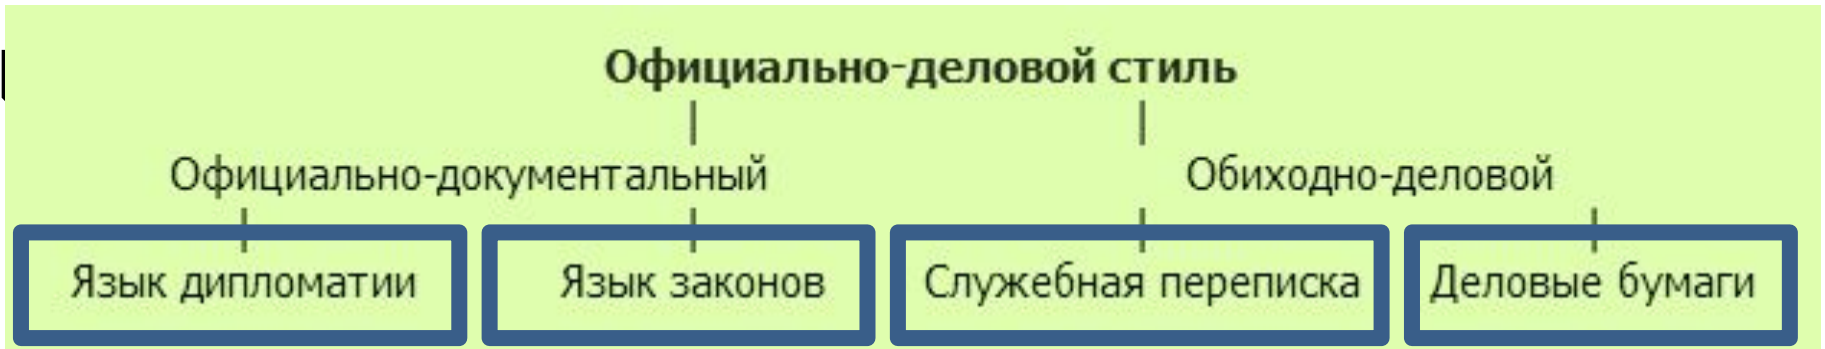 Официально-деловой стиль
Официально-документальный Обиходно-деловой
Язык дипломатии Язык законов Служебная переписка Деловые бумаги